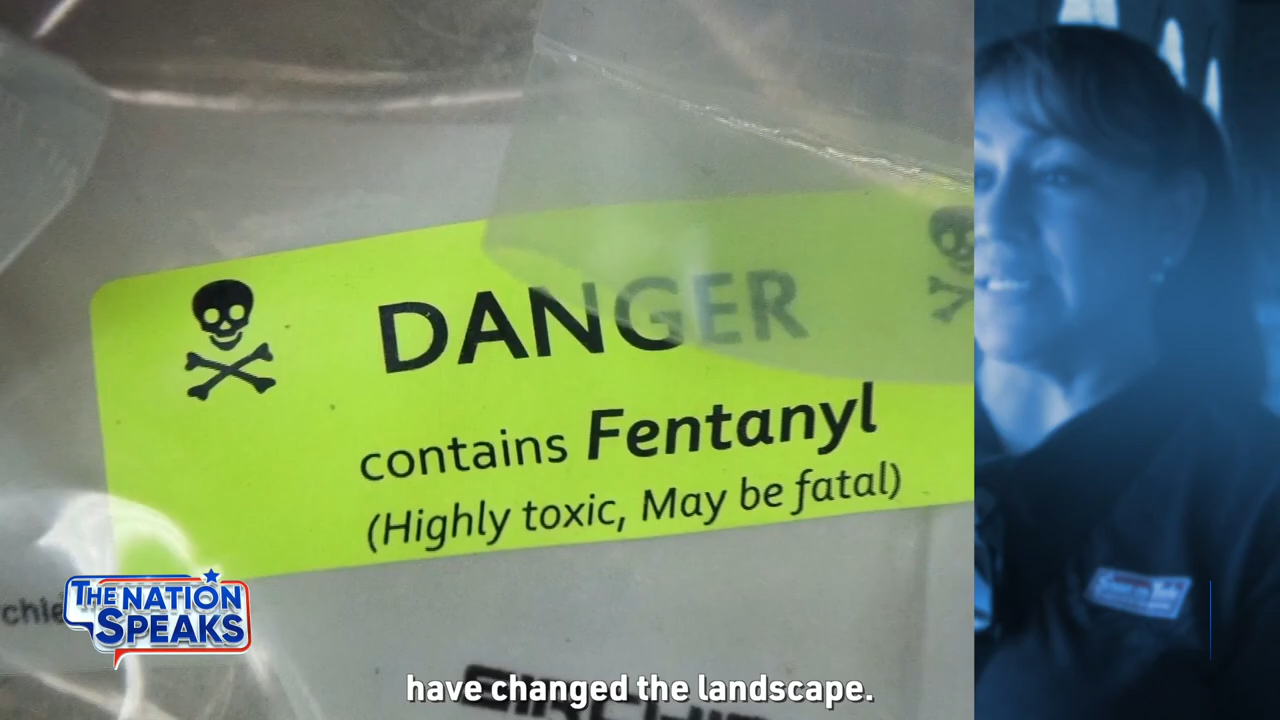 DANGER
contains Fentanyl
(Highly toxic, May be fatal)
THE NATION
SPEAKS
have changed the landscape.